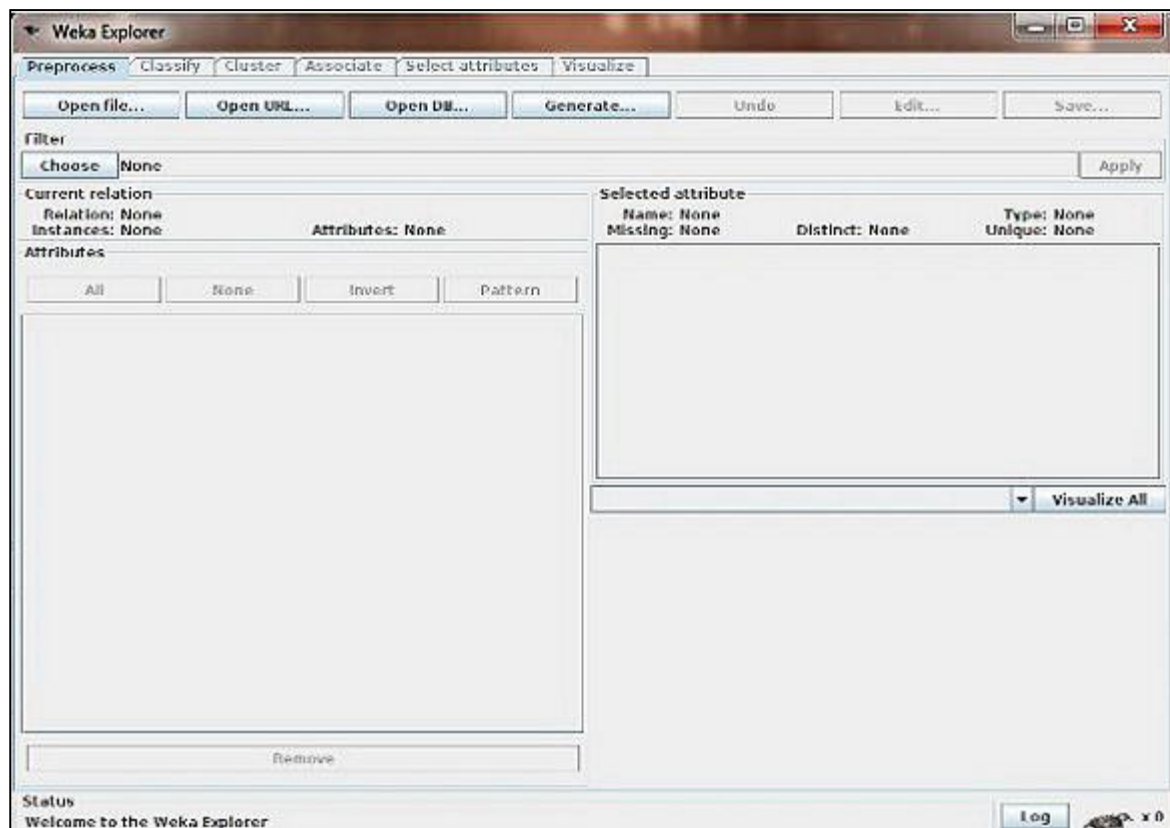 Weka Explorer
Preprocess Classify Cluster Associate Select attributes Visualize
Open file... Open URL... Open DB... Generate... Undo Edit... Save...
Filter
Choose None Apply
Current relation
Relation: None
Instances: None Attributes: None
Selected attribute
Name: None Type: None
Missing: None Distinct: None Unique: None
Attributes
All None Invert Pattern
Visualize All
Remove
Status
Welcome to the Weka Explorer
Log x 0